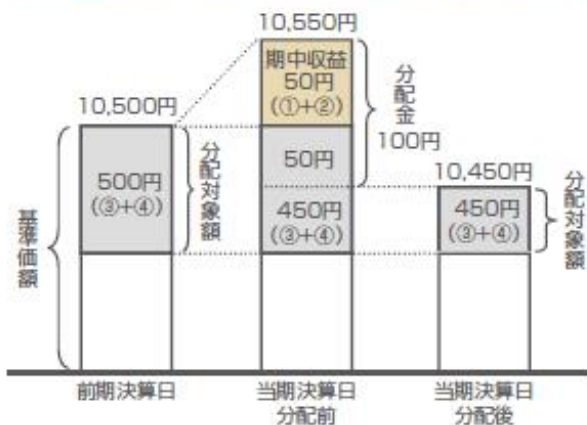 10,550円
期中収益
50円
(①+②)
分配金
100円
10,500円
500円
(③+④)
分配対象額
50円
450円
(③+④)
10,450円
450円
(③+④)
分配対象額
基準価額
前期決算日
当期決算日
分配前
当期決算日
分配後